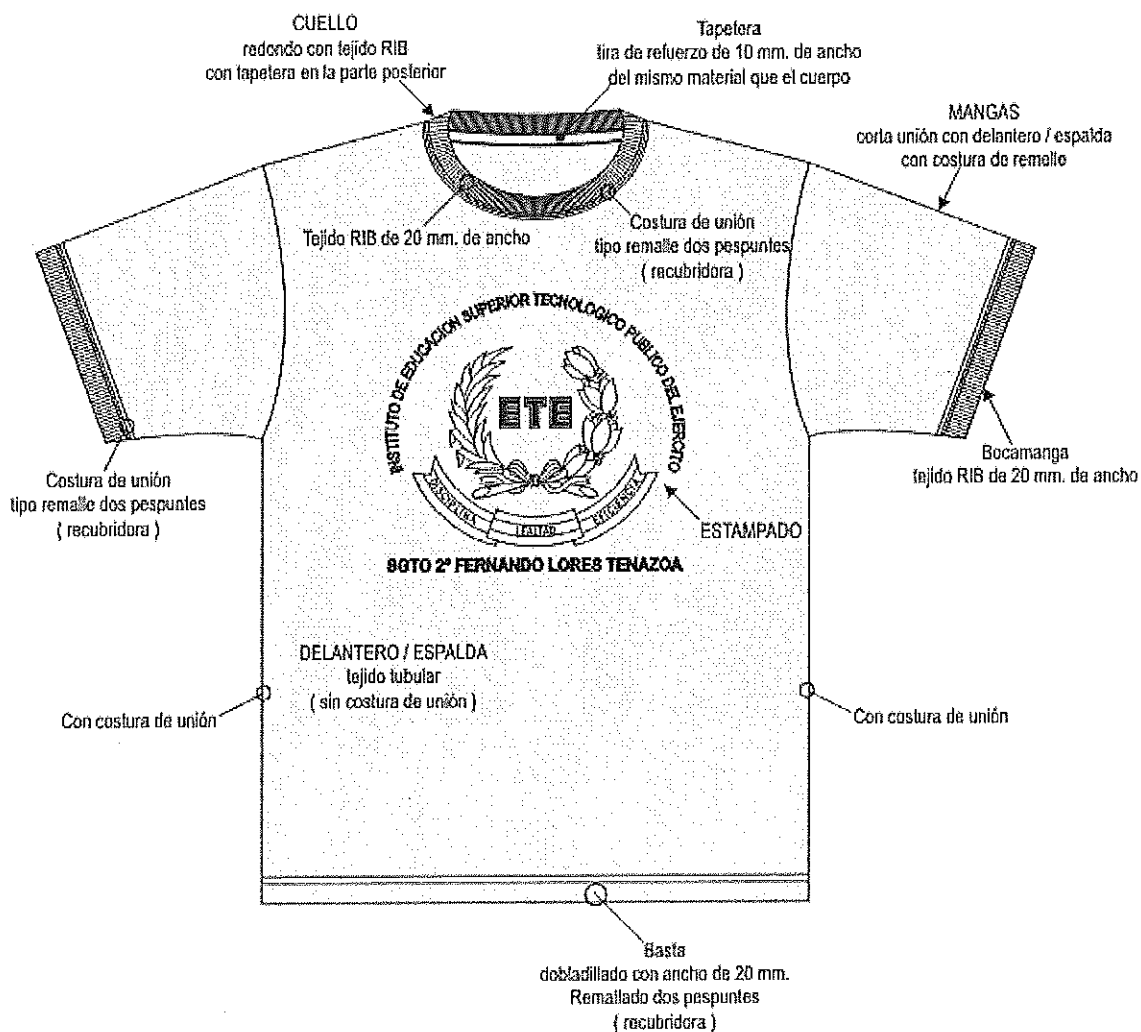 CUELLO
redondo con tejido RIB
con tapetera en la parte posterior
Tapetera
tira de refuerzo de 10 mm. de ancho
del mismo material que el cuerpo
MANGAS
corta unión con delantero / espalda
con costura de remalle
Tejido RIB de 20 mm. de ancho
Costura de unión
tipo remalle dos pespuntes
( recubridora )
INSTITUTO DE EDUCACION SUPERIOR TECNOLOGICO PUBLICO DEL EJERCITO
ETE
DISCIPLINA
LEALTAD
EFICIENCIA
SGTO 2º FERNANDO LORES TENAZOA
ESTAMPADO
Costura de unión
tipo remalle dos pespuntes
( recubridora )
Bocamanga
tejido RIB de 20 mm. de ancho
DELANTERO / ESPALDA
tejido tubular
( sin costura de unión )
Con costura de unión
Con costura de unión
Basta
dobladillado con ancho de 20 mm.
Remallado dos pespuntes
( recubridora )